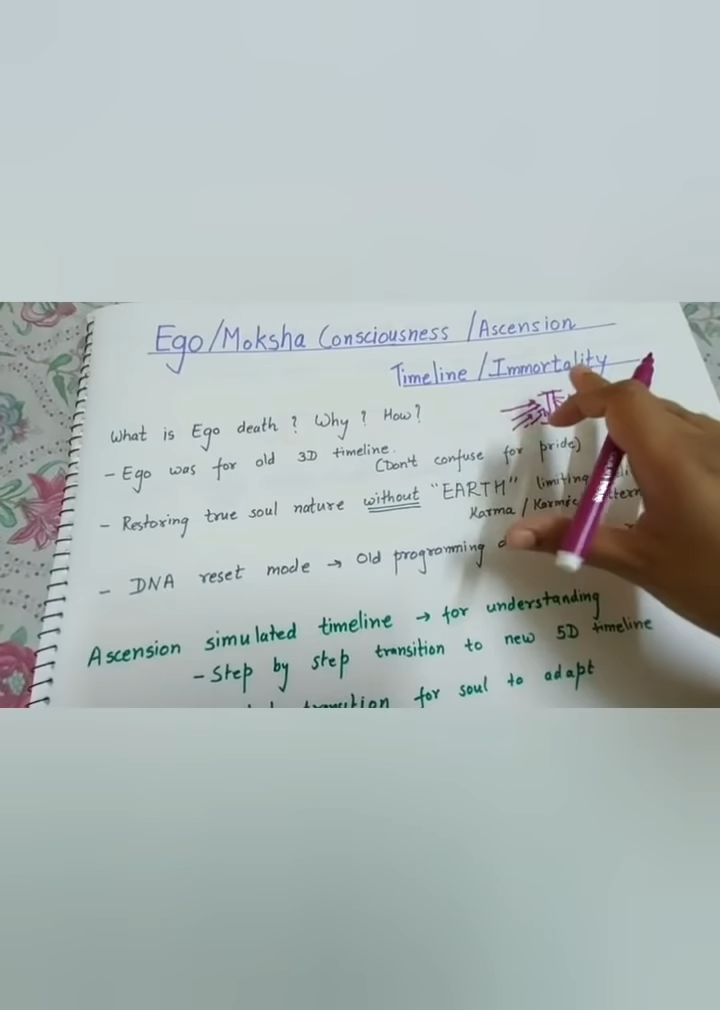 Ego/Moksha Consciousness /Ascension
Timeline /Immortality
What is Ego death? Why? How?
- Ego was for old 3D timeline.
(Don't confuse for pride)
- Restoring true soul nature without "EARTH" limiting
Karma / Karmic
- DNA reset mode → Old programming
Ascension simulated timeline → for understanding
- Step by step transition to new 5D timeline
transition for soul to adapt